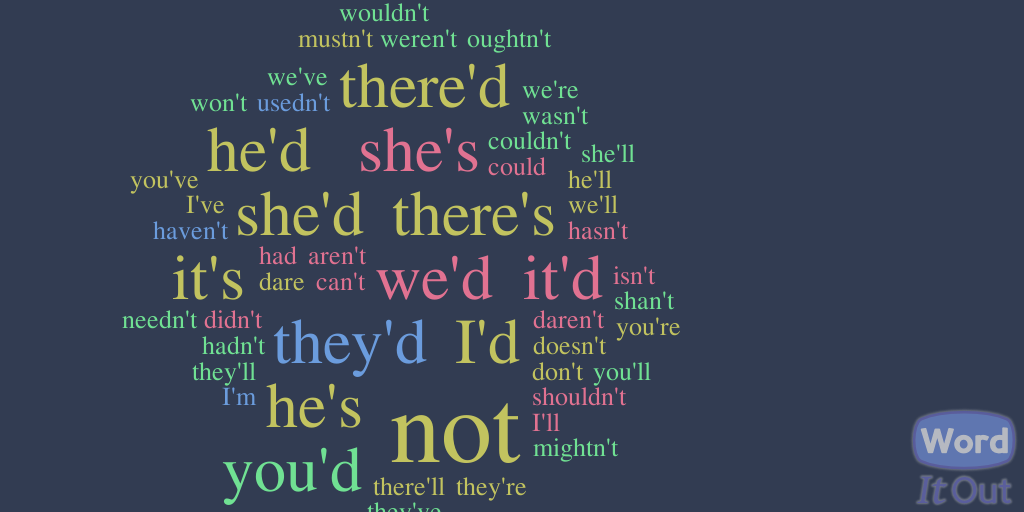 wouldn't
mustn't weren't oughtn't
we've there'd we're
won't usedn't wasn't
he'd she's couldn't she'll
could
you've he'll
I've she'd there's we'll
haven't hasn't
had aren't
it's dare can't we'd it'd isn't
shan't
needn't didn't daren't you're
hadn't they'd I'd doesn't
they'll don't you'll
I'm he's shouldn't
not I'll
mightn't
you'd there'll they're
they've
Word
It Out